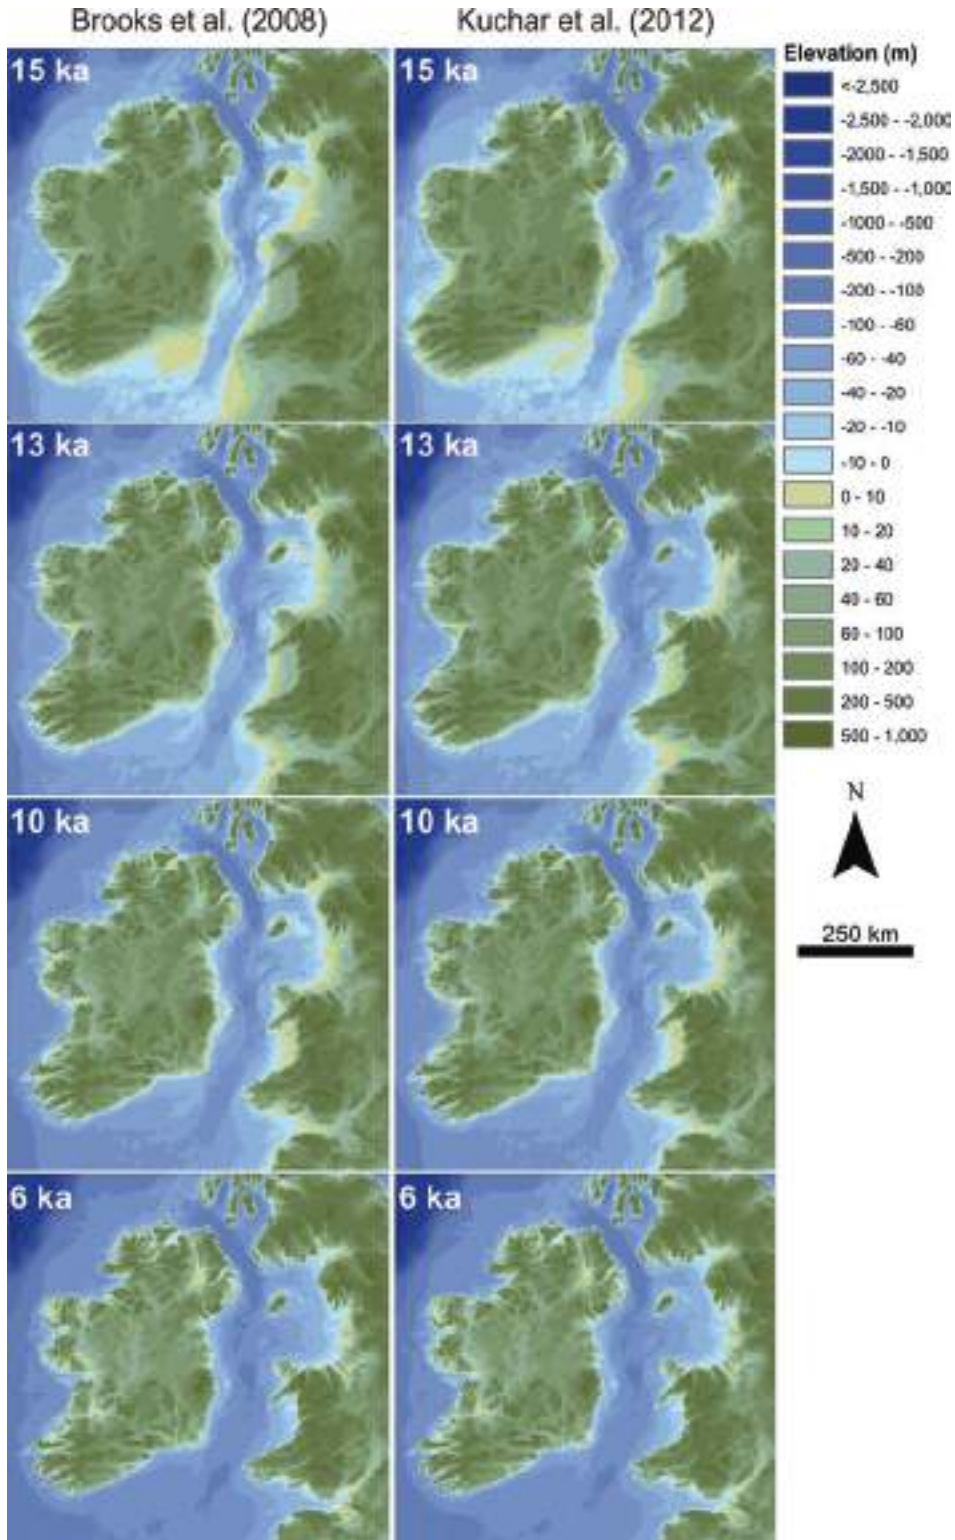 Brooks et al. (2008)
Kuchar et al. (2012)
15 ka
15 ka
13 ka
13 ka
10 ka
10 ka
6 ka
6 ka
Elevation (m)
<-2,500
-2,500 - -2,000
-2000 - -1,500
-1,500 - -1,000
-1000 - -500
-500 - -200
-200 - -100
-100 - -60
-60 - -40
-40 - -20
-20 - -10
-10 - 0
0 - 10
10 - 20
20 - 40
40 - 60
60 - 100
100 - 200
200 - 500
500 - 1,000
N
250 km